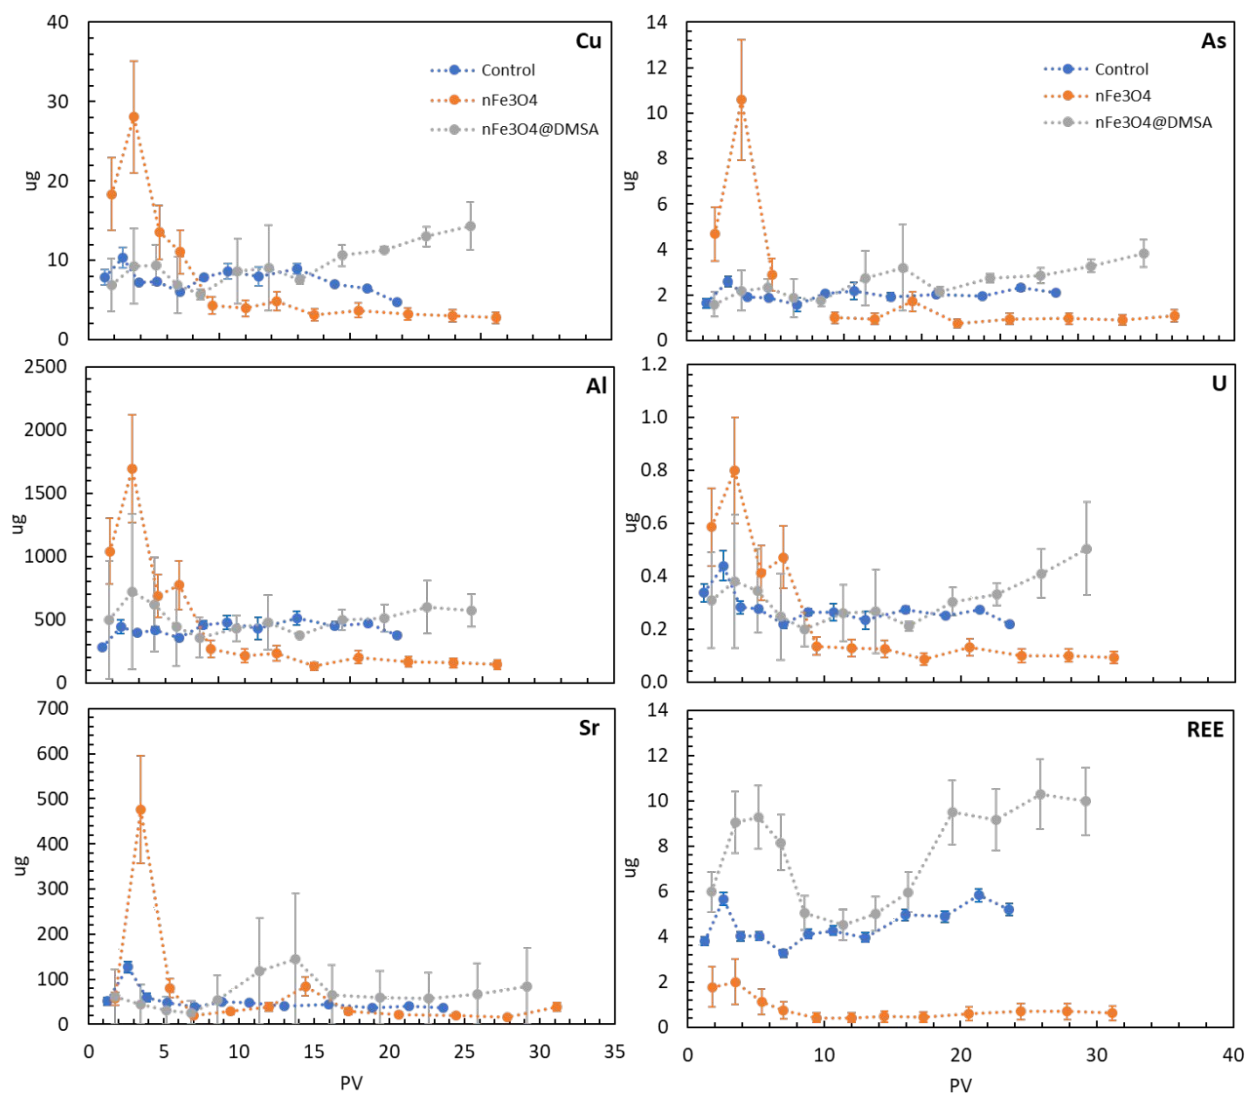 40
30
20
10
0
ug
Cu
Control
nFe3O4
nFe3O4@DMSA
14
12
10
8
6
4
2
0
ug
As
Control
nFe3O4
nFe3O4@DMSA
2500
2000
1500
1000
500
0
ug
Al
1.2
1.0
0.8
0.6
0.4
0.2
0.0
ug
U
700
600
500
400
300
200
100
0
ug
Sr
0 5 10 15 20 25 30 35
PV
14
12
10
8
6
4
2
0
ug
REE
0 10 20 30 40
PV